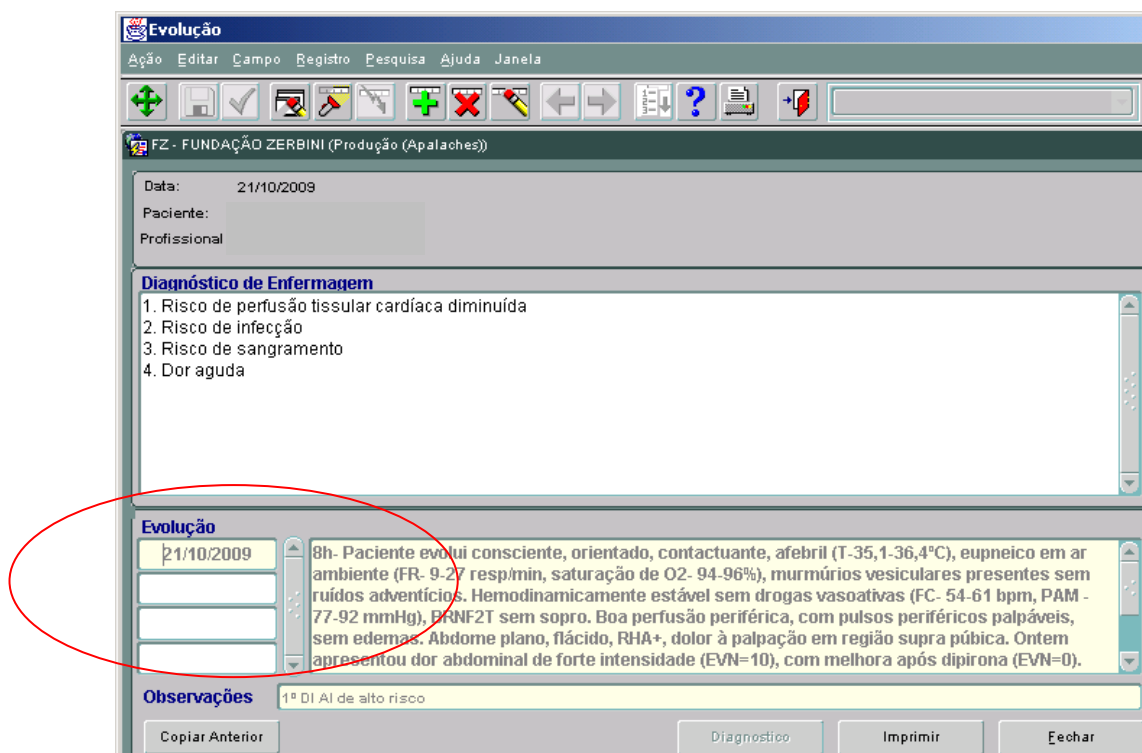 Evolução
Ação Editar Campo Registro Pesquisa Ajuda Janela
FZ - FUNDAÇÃO ZERBINI (Produção (Apalaches))
Data: 21/10/2009
Paciente:
Profissional
Diagnóstico de Enfermagem
1. Risco de perfusão tissular cardíaca diminuída
2. Risco de infecção
3. Risco de sangramento
4. Dor aguda
Evolução
21/10/2009
8h- Paciente evolui consciente, orientado, contactuante, afebril (T-35,1-36,4ºC), eupneico em ar
ambiente (FR- 9-27 resp/min, saturação de O2- 94-96%), murmúrios vesiculares presentes sem
ruídos adventícios. Hemodinamicamente estável sem drogas vasoativas (FC- 54-61 bpm, PAM -
77-92 mmHg), BRNF2T sem sopro. Boa perfusão periférica, com pulsos periféricos palpáveis,
sem edemas. Abdome plano, flácido, RHA+, dolor à palpação em região supra púbica. Ontem
apresentou dor abdominal de forte intensidade (EVN=10), com melhora após dipirona (EVN=0).
Observações 1º DI AI de alto risco
Copiar Anterior Diagnostico Imprimir Fechar